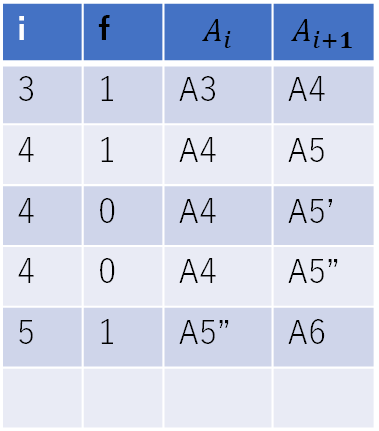 i f A_i A_{i+1}
3 1 A3 A4
4 1 A4 A5
4 0 A4 A5’
4 0 A4 A5”
5 1 A5” A6